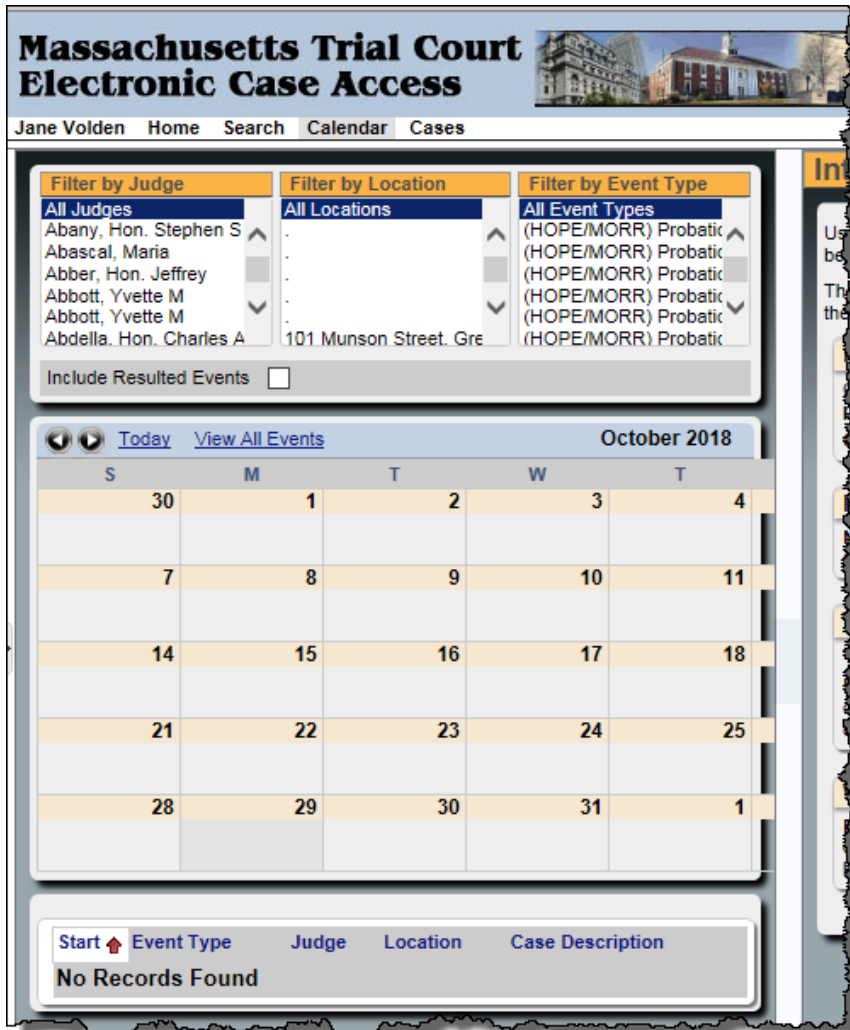 Massachusetts Trial Court
Electronic Case Access
Jane Volden Home Search Calendar Cases
Filter by Judge
All Judges
Abany, Hon. Stephen S
Abascal, Maria
Abber, Hon. Jeffrey
Abbott, Yvette M
Abbott, Yvette M
Abdella, Hon. Charles A
Filter by Location
All Locations
.
.
.
.
.
101 Munson Street, Gre
Filter by Event Type
All Event Types
(HOPE/MORR) Probatic
(HOPE/MORR) Probatic
(HOPE/MORR) Probatic
(HOPE/MORR) Probatic
(HOPE/MORR) Probatic
(HOPE/MORR) Probatic
Include Resulted Events
Today View All Events October 2018
S M T W T
30 1 2 3 4
7 8 9 10 11
14 15 16 17 18
21 22 23 24 25
28 29 30 31 1
Start Event Type Judge Location Case Description
No Records Found
Int
Us
be
Th
the